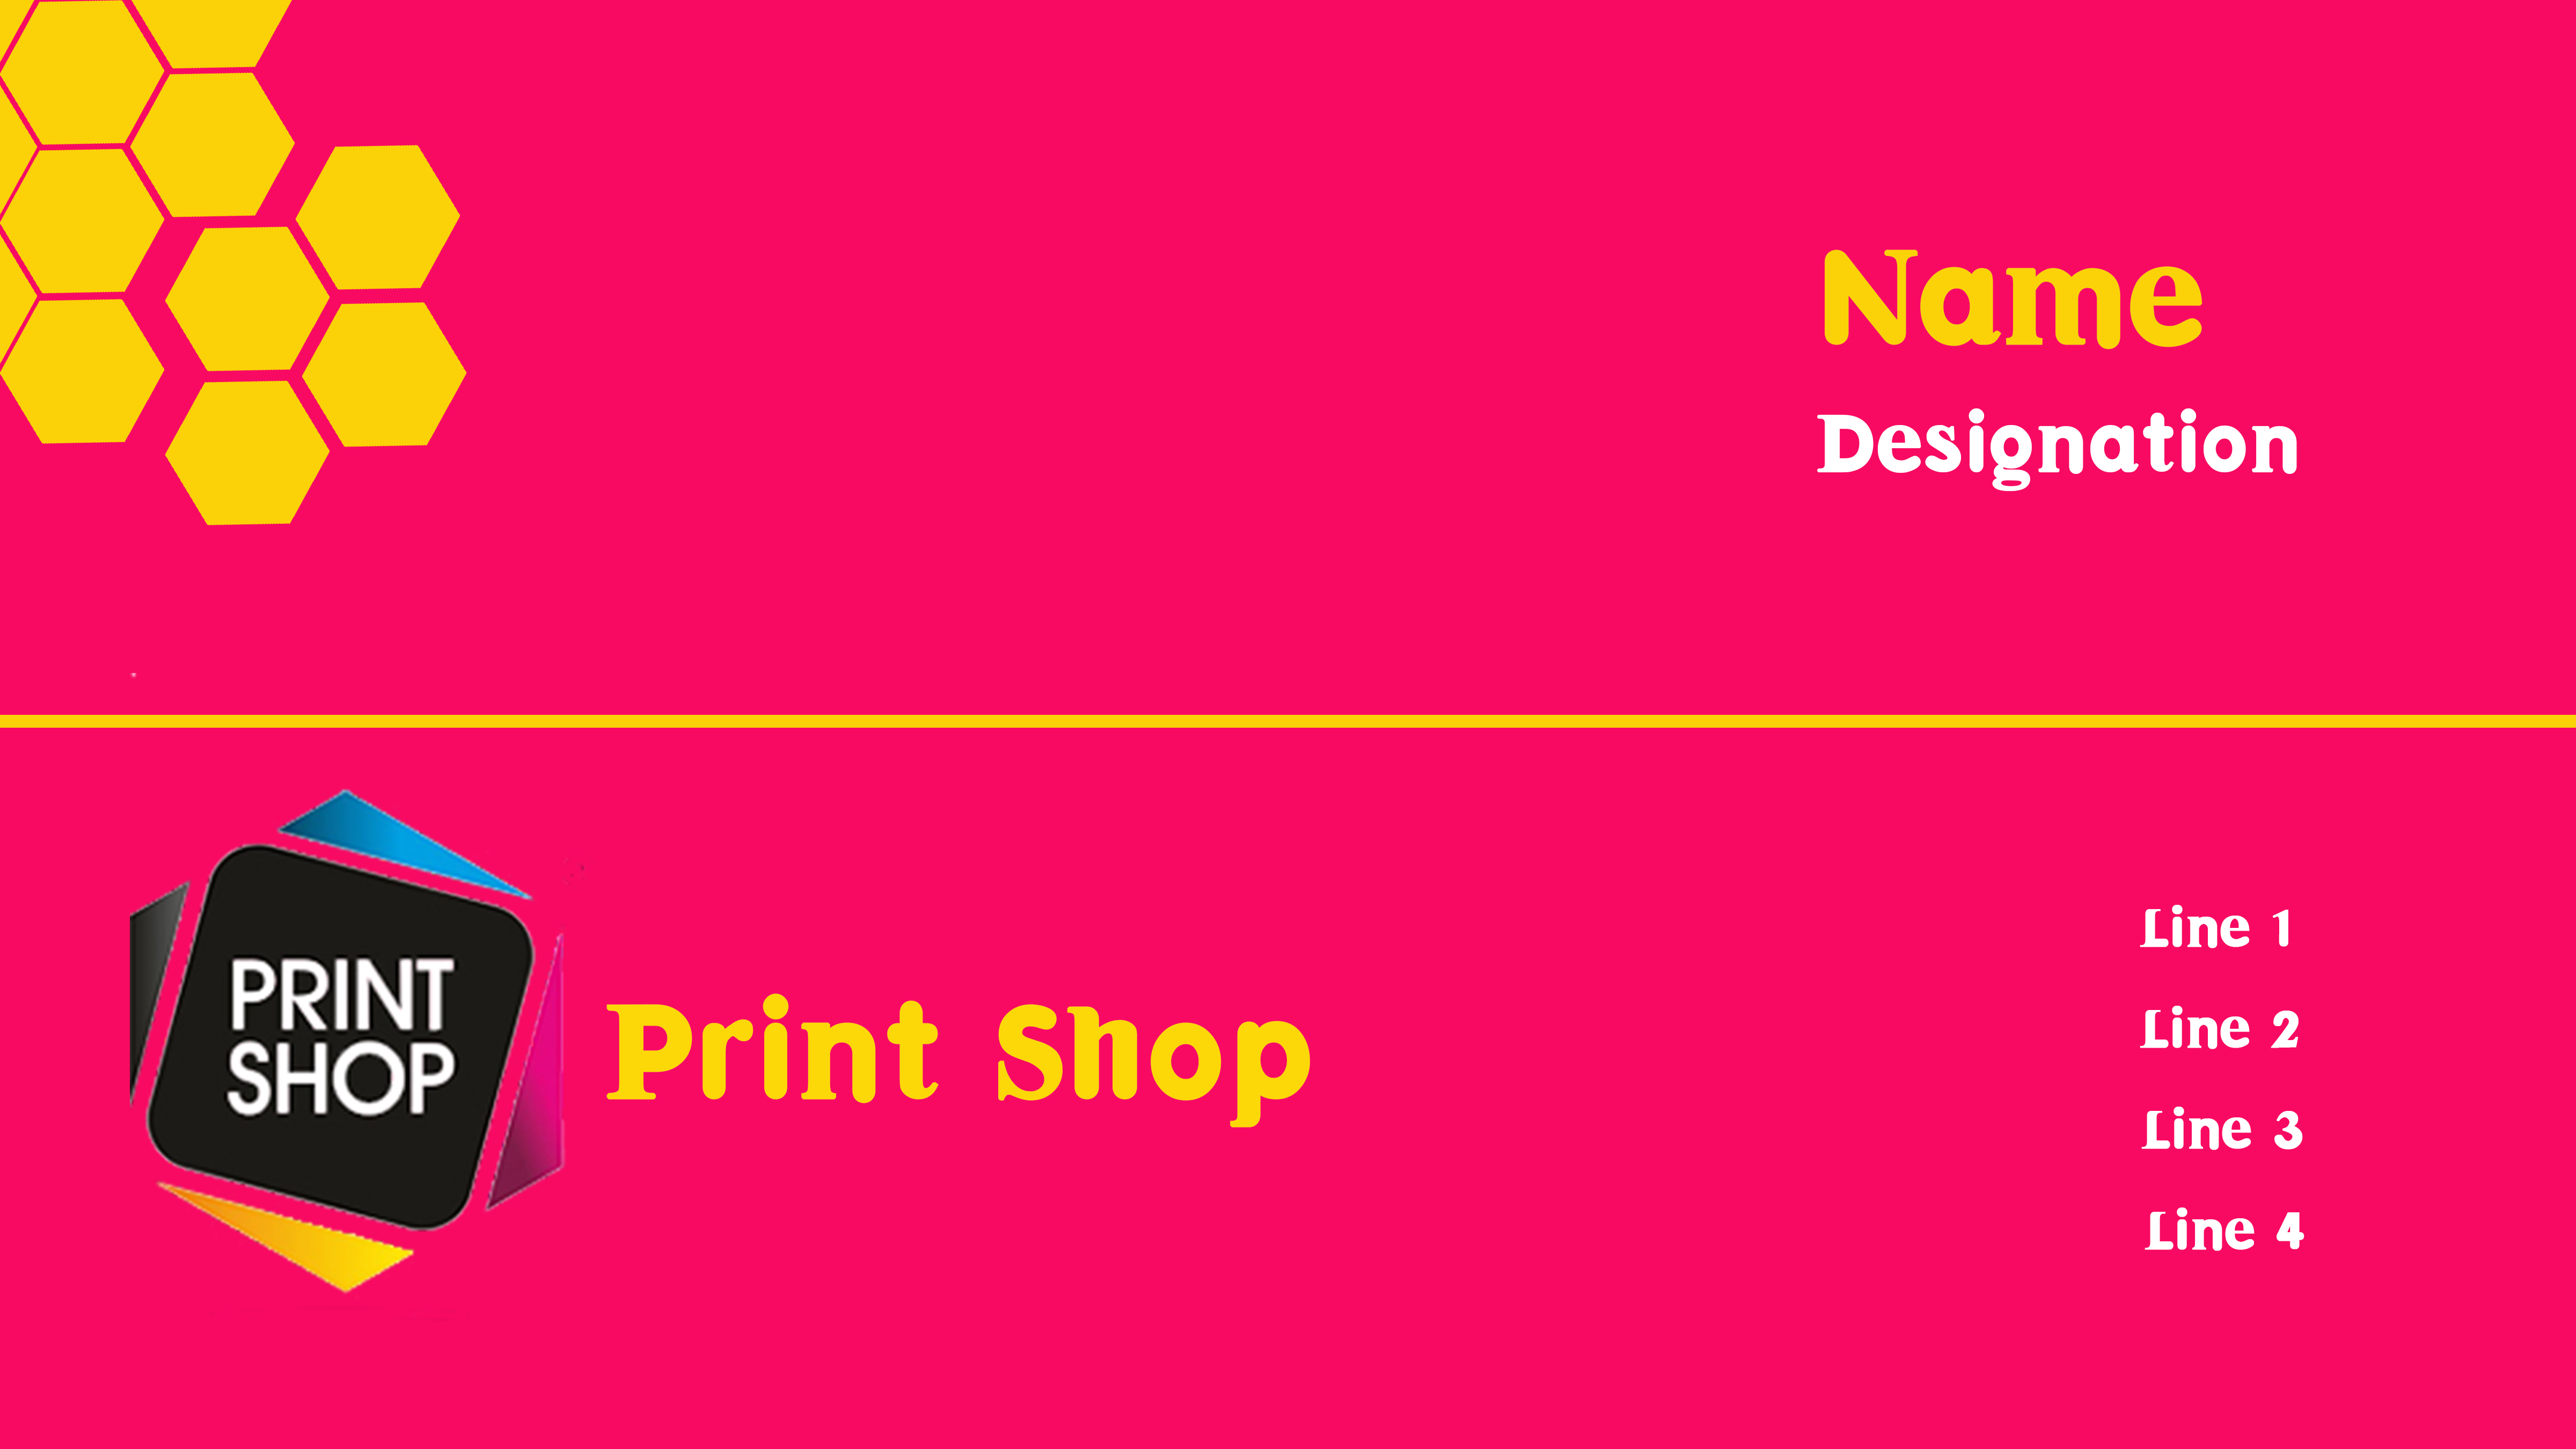 Name
Designation
PRINT
SHOP
Print Shop
Line 1
Line 2
Line 3
Line 4